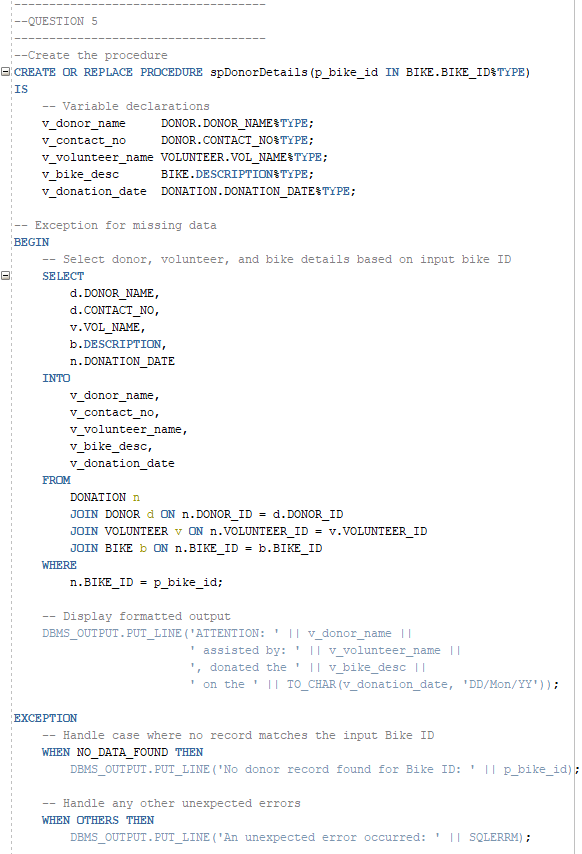 ------------------------------------
--QUESTION 5
------------------------------------
--Create the procedure
CREATE OR REPLACE PROCEDURE spDonorDetails(p_bike_id IN BIKE.BIKE_ID%TYPE)
IS
    -- Variable declarations
    v_donor_name     DONOR.DONOR_NAME%TYPE;
    v_contact_no     DONOR.CONTACT_NO%TYPE;
    v_volunteer_name VOLUNTEER.VOL_NAME%TYPE;
    v_bike_desc      BIKE.DESCRIPTION%TYPE;
    v_donation_date  DONATION.DONATION_DATE%TYPE;
-- Exception for missing data
BEGIN
    -- Select donor, volunteer, and bike details based on input bike ID
    SELECT
        d.DONOR_NAME,
        d.CONTACT_NO,
        v.VOL_NAME,
        b.DESCRIPTION,
        n.DONATION_DATE
    INTO
        v_donor_name,
        v_contact_no,
        v_volunteer_name,
        v_bike_desc,
        v_donation_date
    FROM
        DONATION n
        JOIN DONOR d ON n.DONOR_ID = d.DONOR_ID
        JOIN VOLUNTEER v ON n.VOLUNTEER_ID = v.VOLUNTEER_ID
        JOIN BIKE b ON n.BIKE_ID = b.BIKE_ID
    WHERE
        n.BIKE_ID = p_bike_id;
    -- Display formatted output
    DBMS_OUTPUT.PUT_LINE('ATTENTION: ' || v_donor_name ||
                         ' assisted by: ' || v_volunteer_name ||
                         ', donated the ' || v_bike_desc ||
                         ' on the ' || TO_CHAR(v_donation_date, 'DD/Mon/YY'));
EXCEPTION
    -- Handle case where no record matches the input Bike ID
    WHEN NO_DATA_FOUND THEN
        DBMS_OUTPUT.PUT_LINE('No donor record found for Bike ID: ' || p_bike_id);
    -- Handle any other unexpected errors
    WHEN OTHERS THEN
        DBMS_OUTPUT.PUT_LINE('An unexpected error occurred: ' || SQLERRM);